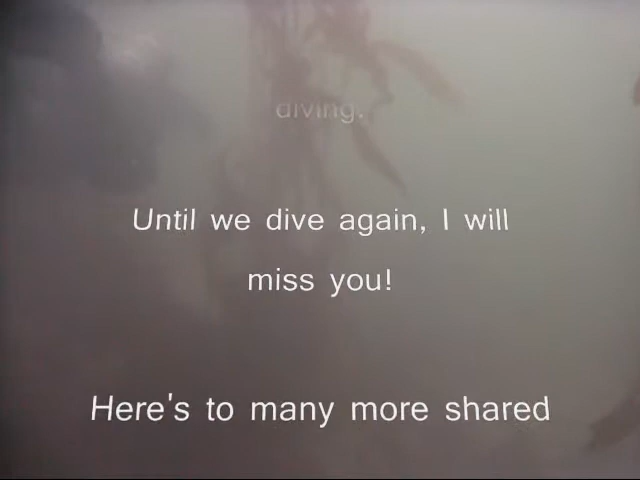 diving.
Until we dive again, I will
miss you!
Here's to many more shared